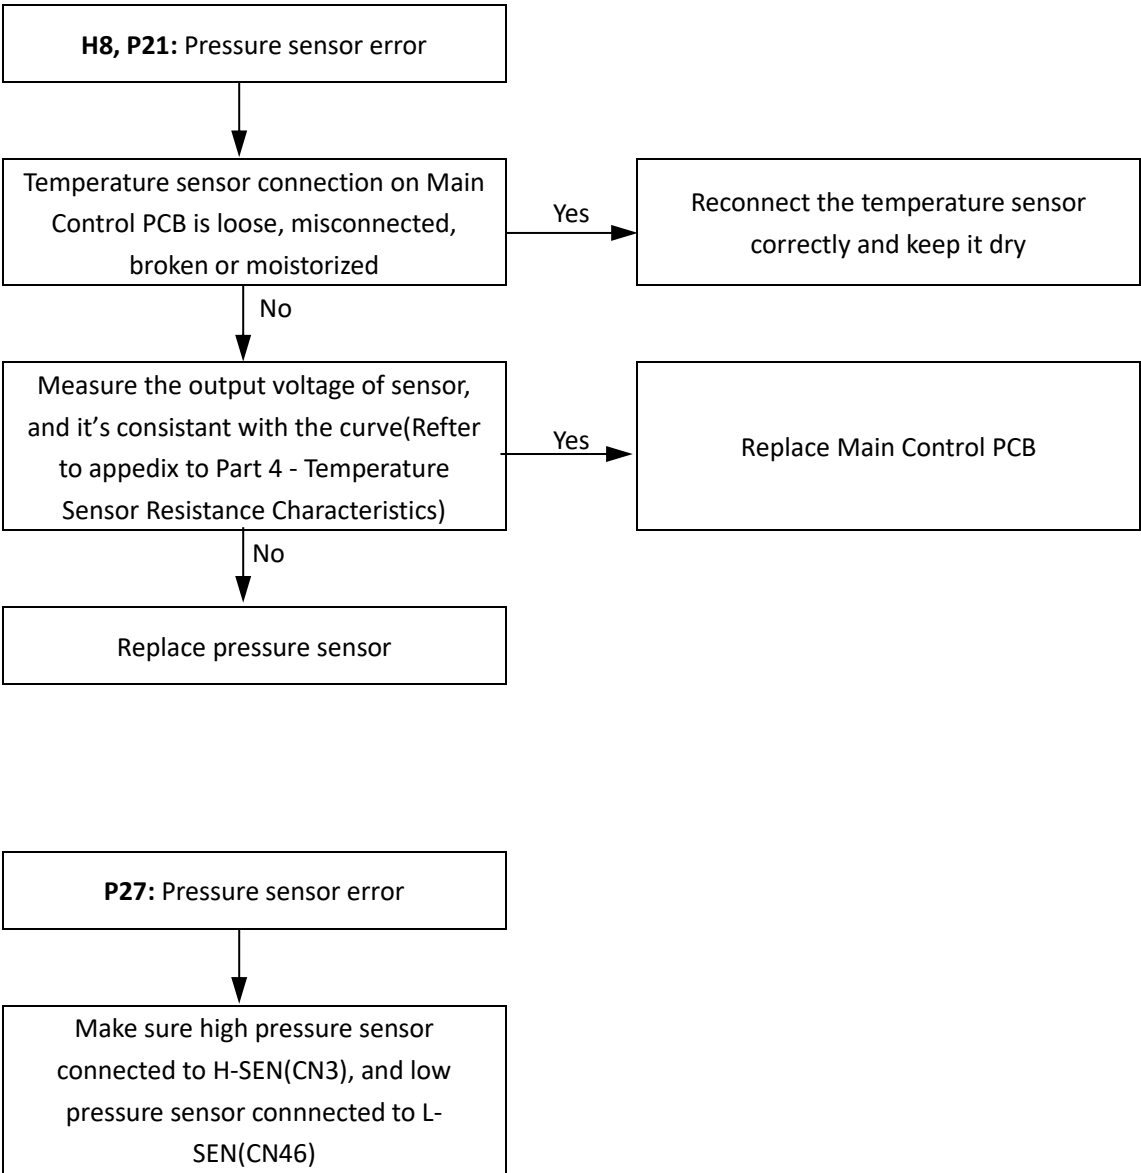 H8, P21: Pressure sensor error
Temperature sensor connection on Main
Control PCB is loose, misconnected,
broken or moistorized
Yes
Reconnect the temperature sensor
correctly and keep it dry
No
Measure the output voltage of sensor,
and it’s consistant with the curve(Refter
to appedix to Part 4 - Temperature
Sensor Resistance Characteristics)
Yes
Replace Main Control PCB
No
Replace pressure sensor
P27: Pressure sensor error
Make sure high pressure sensor
connected to H-SEN(CN3), and low
pressure sensor connnected to L-
SEN(CN46)